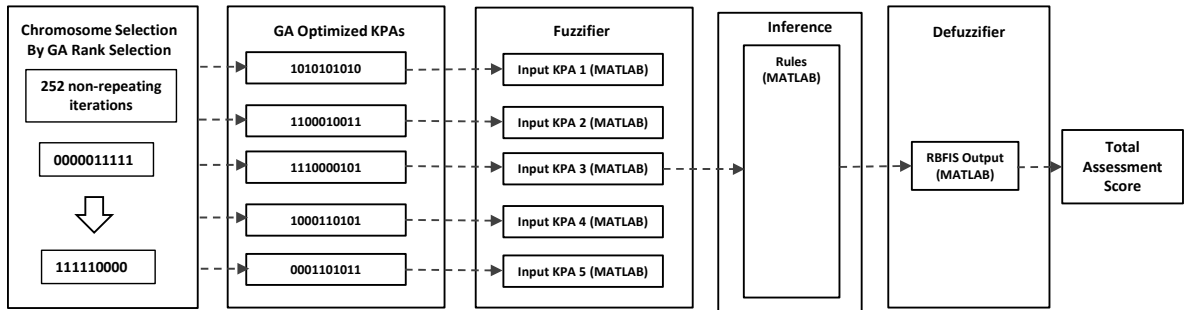 Chromosome Selection
By GA Rank Selection
252 non-repeating
iterations
0000011111
111110000
GA Optimized KPAs
1010101010
1100010011
1110000101
1000110101
0001101011
Fuzzifier
Input KPA 1 (MATLAB)
Input KPA 2 (MATLAB)
Input KPA 3 (MATLAB)
Input KPA 4 (MATLAB)
Input KPA 5 (MATLAB)
Inference
Rules
(MATLAB)
Defuzzifier
RBFIS Output
(MATLAB)
Total
Assessment
Score